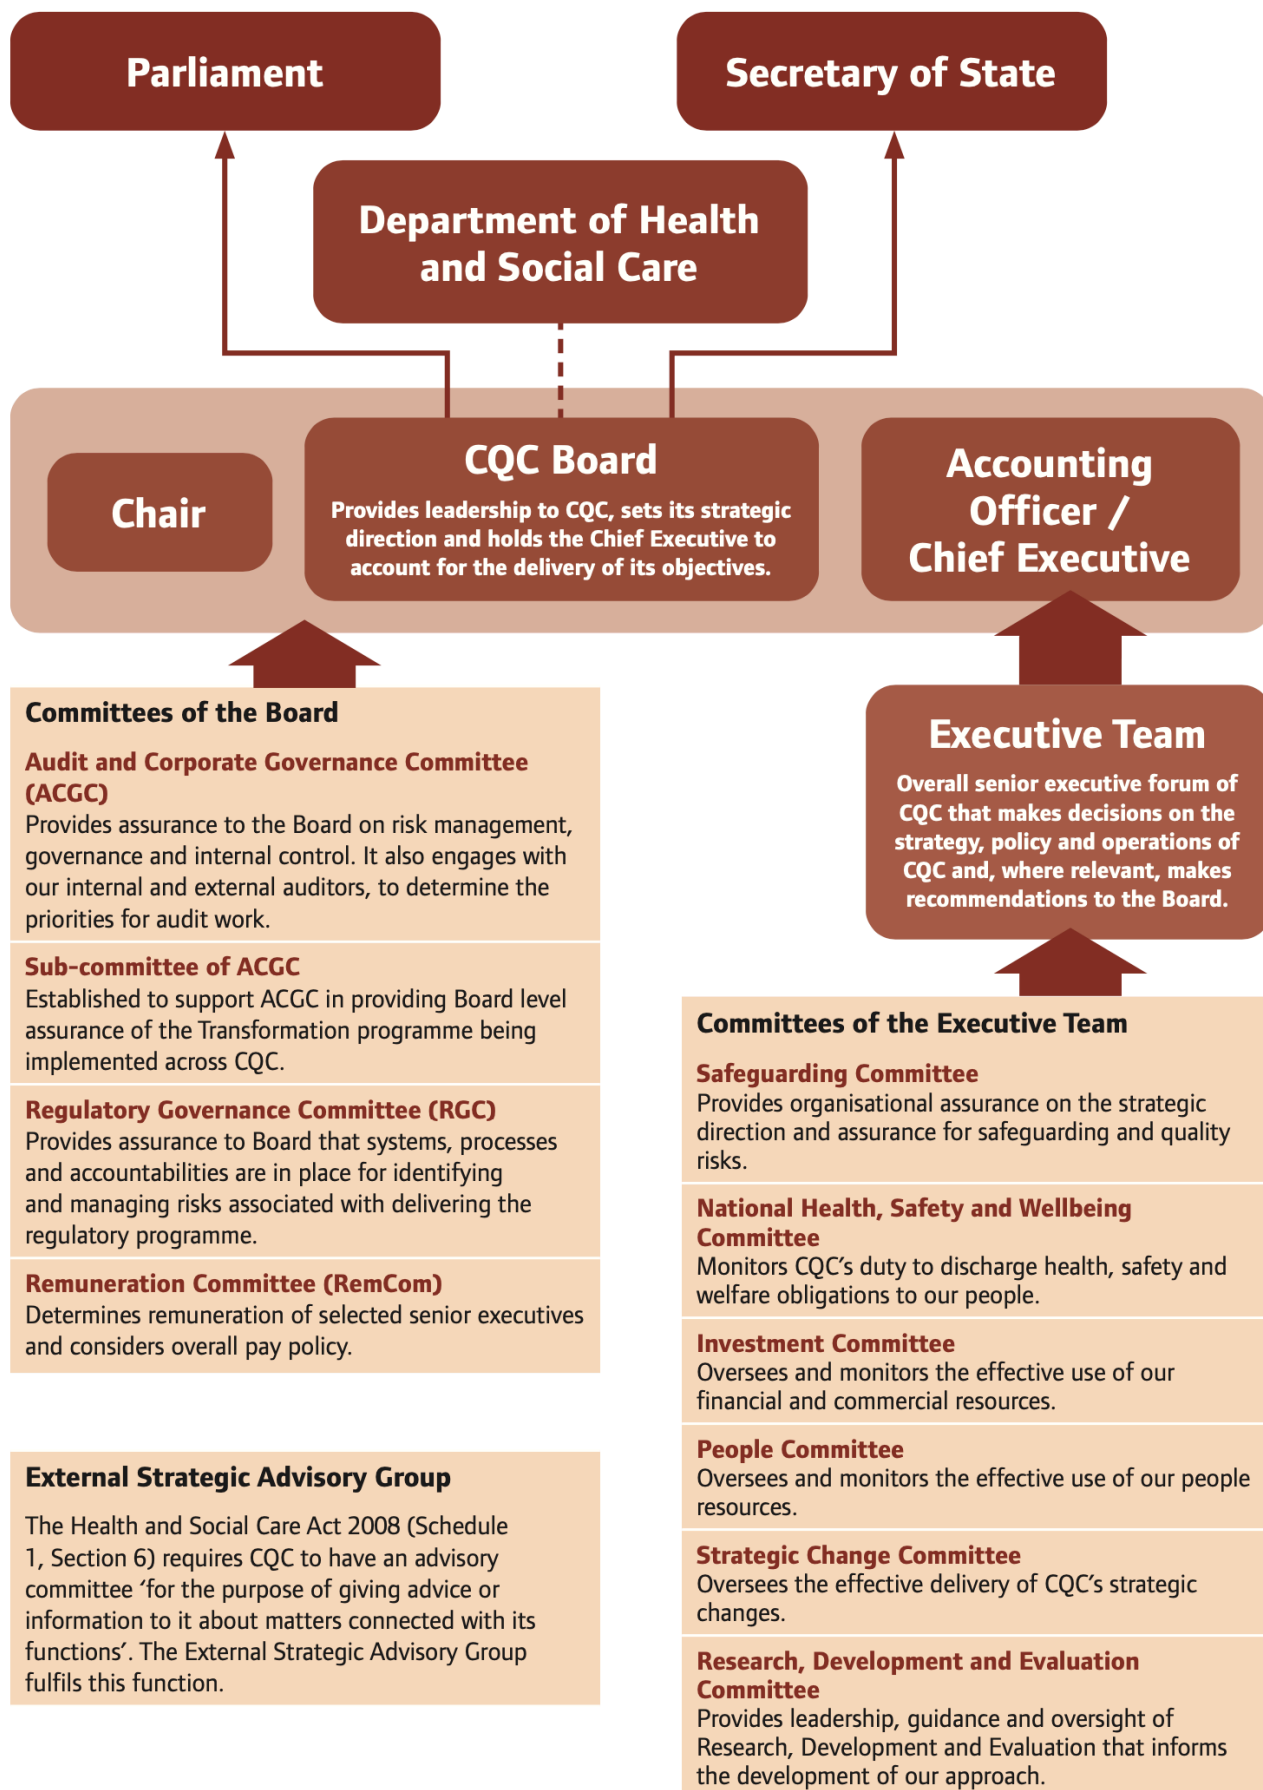 Parliament
Secretary of State
Department of Health
and Social Care
Chair
CQC Board
Provides leadership to CQC, sets its strategic
direction and holds the Chief Executive to
account for the delivery of its objectives.
Accounting
Officer /
Chief Executive
Committees of the Board
Audit and Corporate Governance Committee
(ACGC)
Provides assurance to the Board on risk management,
governance and internal control. It also engages with
our internal and external auditors, to determine the
priorities for audit work.
Sub-committee of ACGC
Established to support ACGC in providing Board level
assurance of the Transformation programme being
implemented across CQC.
Regulatory Governance Committee (RGC)
Provides assurance to Board that systems, processes
and accountabilities are in place for identifying
and managing risks associated with delivering the
regulatory programme.
Remuneration Committee (RemCom)
Determines remuneration of selected senior executives
and considers overall pay policy.
External Strategic Advisory Group
The Health and Social Care Act 2008 (Schedule
1, Section 6) requires CQC to have an advisory
committee ‘for the purpose of giving advice or
information to it about matters connected with its
functions’. The External Strategic Advisory Group
fulfils this function.
Executive Team
Overall senior executive forum of
CQC that makes decisions on the
strategy, policy and operations of
CQC and, where relevant, makes
recommendations to the Board.
Committees of the Executive Team
Safeguarding Committee
Provides organisational assurance on the strategic
direction and assurance for safeguarding and quality
risks.
National Health, Safety and Wellbeing
Committee
Monitors CQC’s duty to discharge health, safety and
welfare obligations to our people.
Investment Committee
Oversees and monitors the effective use of our
financial and commercial resources.
People Committee
Oversees and monitors the effective use of our people
resources.
Strategic Change Committee
Oversees the effective delivery of CQC’s strategic
changes.
Research, Development and Evaluation
Committee
Provides leadership, guidance and oversight of
Research, Development and Evaluation that informs
the development of our approach.